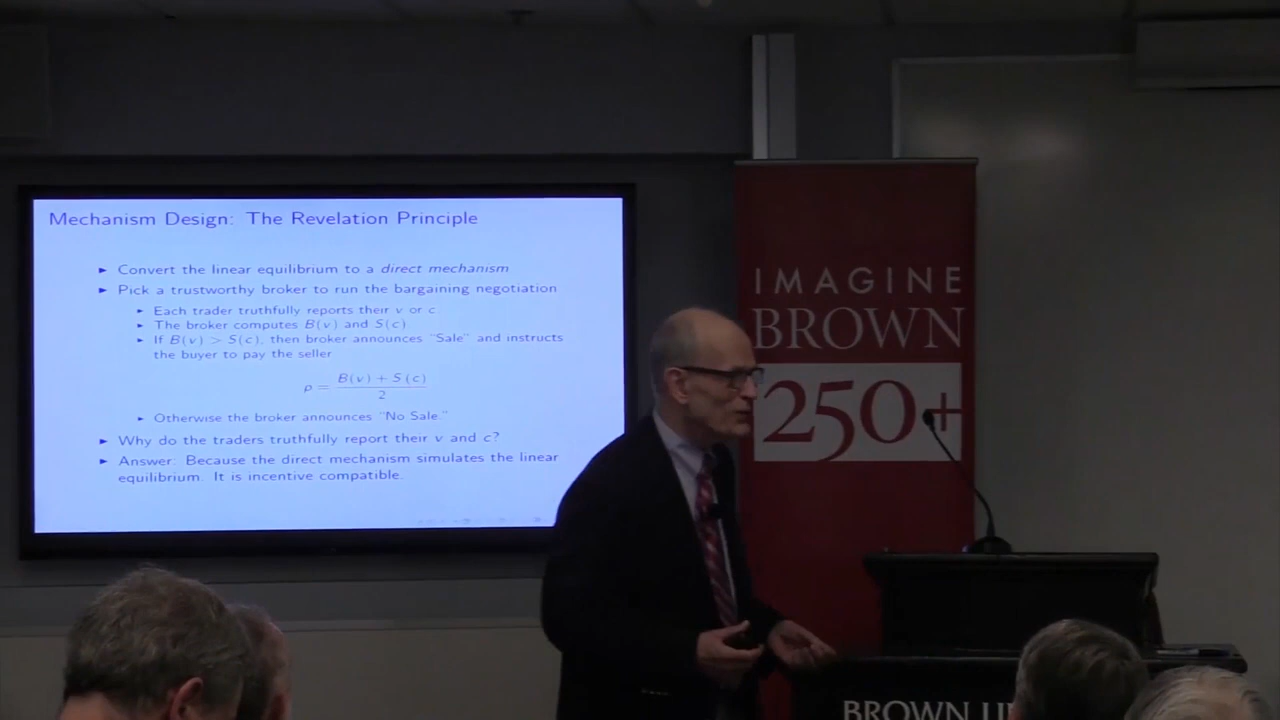 Mechanism Design: The Revelation Principle
► Convert the linear equilibrium to a direct mechanism
► Pick a trustworthy broker to run the bargaining negotiation
► Each trader truthfully reports their v or c
► The broker computes B(v) and S(c)
► If B(v) > S(c), then broker announces "Sale" and instructs
the buyer to pay the seller
ρ = B(v) + S(c) / 2
► Otherwise the broker announces "No Sale."
► Why do the traders truthfully report their v and c?
► Answer: Because the direct mechanism simulates the linear
equilibrium. It is incentive compatible.
IMAGINE
BROWN
250+
BROWN U